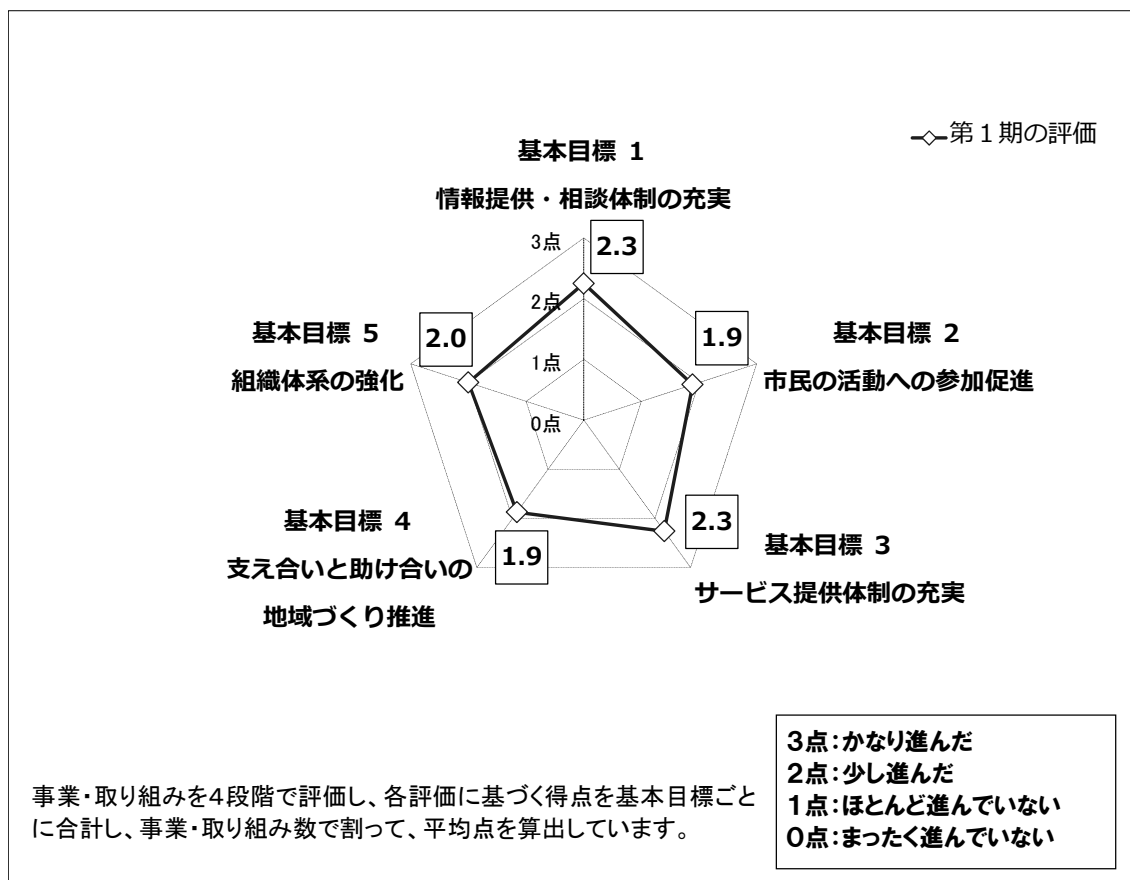 第1期の評価
基本目標 1
情報提供・相談体制の充実
2.3
3点
2点
1点
0点
基本目標 2
市民の活動への参加促進
1.9
基本目標 3
サービス提供体制の充実
2.3
基本目標 4
支え合いと助け合いの
地域づくり推進
1.9
基本目標 5
組織体系の強化
2.0
事業・取り組みを4段階で評価し、各評価に基づく得点を基本目標ごと
に合計し、事業・取り組み数で割って、平均点を算出しています。
3点：かなり進んだ
2点：少し進んだ
1点：ほとんど進んでいない
0点：まったく進んでいない